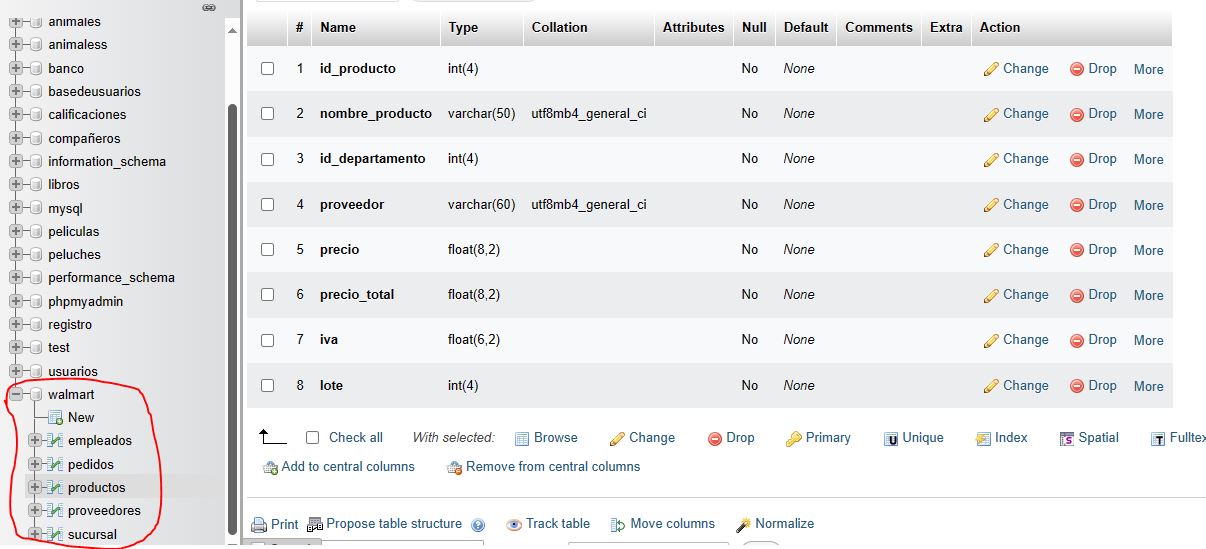 animales
animaless
banco
basedeusuarios
calificaciones
compañeros
information_schema
libros
mysql
peliculas
peluches
performance_schema
phpmyadmin
registro
test
usuarios
walmart
New
empleados
pedidos
productos
proveedores
sucursal
# Name Type Collation Attributes Null Default Comments Extra Action
1 id_producto int(4) No None Change Drop More
2 nombre_producto varchar(50) utf8mb4_general_ci No None Change Drop More
3 id_departamento int(4) No None Change Drop More
4 proveedor varchar(60) utf8mb4_general_ci No None Change Drop More
5 precio float(8,2) No None Change Drop More
6 precio_total float(8,2) No None Change Drop More
7 iva float(6,2) No None Change Drop More
8 lote int(4) No None Change Drop More
Check all With selected: Browse Change Drop Primary Unique Index Spatial Fulltex
Add to central columns Remove from central columns
Print Propose table structure Track table Move columns Normalize